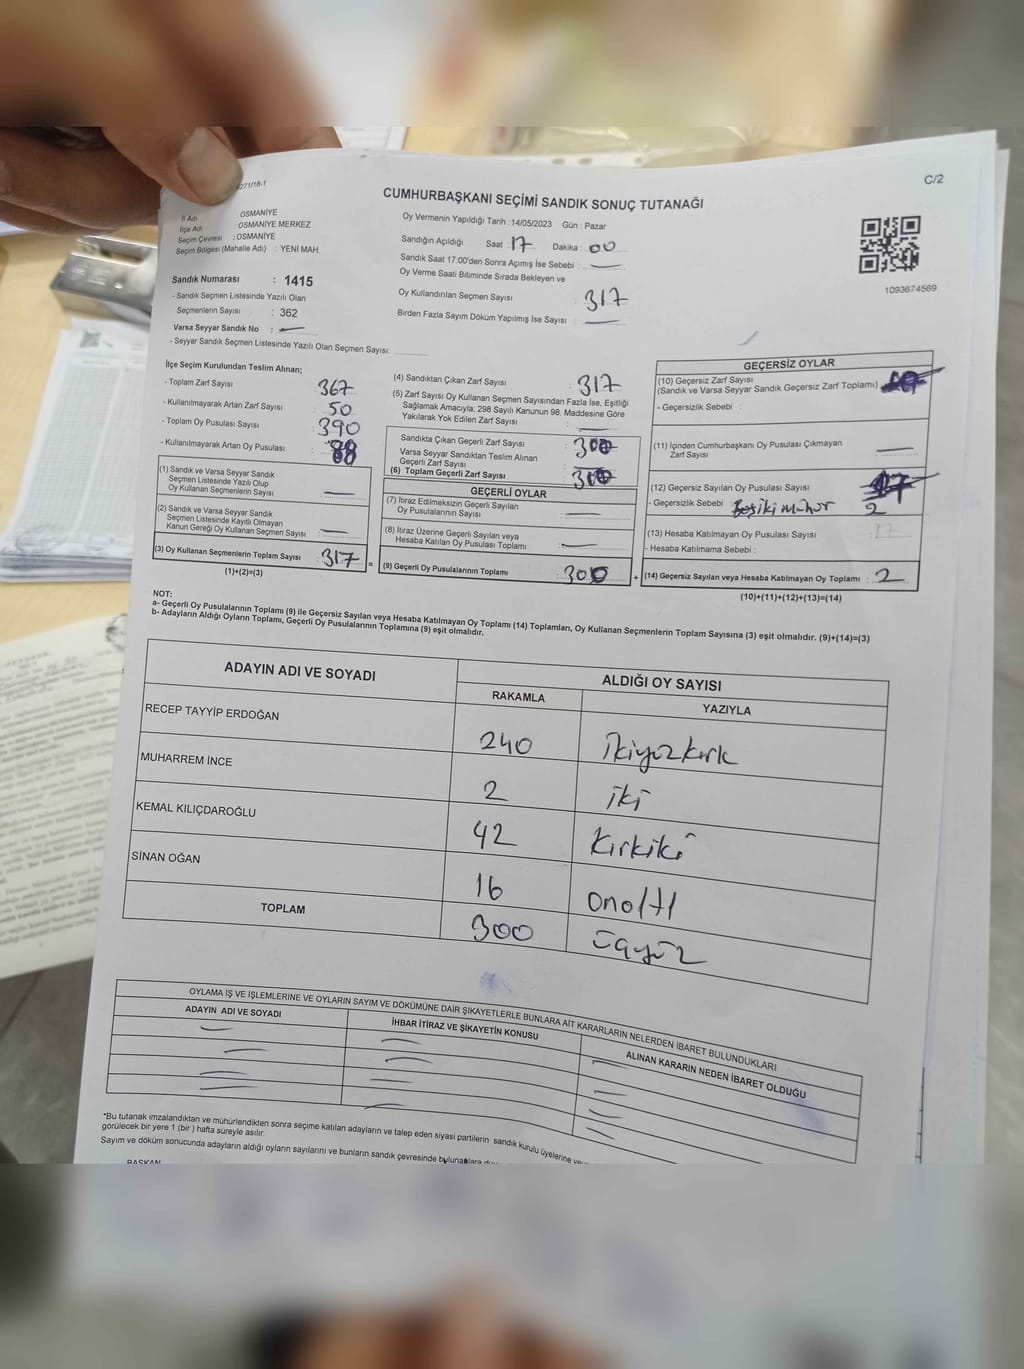 271/18-1
C/2
CUMHURBAŞKANI SEÇİMİ SANDIK SONUÇ TUTANAĞI
İl Adı : OSMANİYE
İlçe Adı : OSMANİYE MERKEZ
Seçim Çevresi : OSMANİYE
Seçim Bölgesi (Mahalle Adı) : YENİ MAH.
Oy Vermenin Yapıldığı Tarih : 14/05/2023 Gün : Pazar
Sandığın Açıldığı Saat : 17 Dakika : 00
Sandık Saat 17:00'den Sonra Açımış İse Sebebi :
Oy Verme Saati Bitiminde Sırada Bekleyen ve
Oy Kullandırılan Seçmen Sayısı : 317
Birden Fazla Sayım Döküm Yapılmış İse Sayısı :
1093674569
Sandık Numarası : 1415
- Sandık Seçmen Listesinde Yazılı Olan
Seçmenlerin Sayısı : 362
Varsa Seyyar Sandık No :
- Seyyar Sandık Seçmen Listesinde Yazılı Olan Seçmen Sayısı:
İlçe Seçim Kurulundan Teslim Alınan;
- Toplam Zarf Sayısı : 367
- Kullanılmayarak Artan Zarf Sayısı : 50
- Toplam Oy Pusulası Sayısı : 390
- Kullanılmayarak Artan Oy Pusulası : 88
(1) Sandık ve Varsa Seyyar Sandık
Seçmen Listesinde Yazılı Olup
Oy Kullanan Seçmenlerin Sayısı :
(2) Sandık ve Varsa Seyyar Sandık
Seçmen Listesinde Kayıtlı Olmayan
Kanun Gereği Oy Kullanan Seçmen Sayısı :
(3) Oy Kullanan Seçmenlerin Toplam Sayısı : 317
(1)+(2)=(3)
(4) Sandıktan Çıkan Zarf Sayısı : 317
(5) Zarf Sayısı Oy Kullanan Seçmen Sayısından Fazla İse, Eşitliği
Sağlamak Amacıyla, 298 Sayılı Kanunun 98. Maddesine Göre
Yakılarak Yok Edilen Zarf Sayısı :
Sandıkta Çıkan Geçerli Zarf Sayısı : 300
Varsa Seyyar Sandıktan Teslim Alınan
Geçerli Zarf Sayısı :
(6) Toplam Geçerli Zarf Sayısı : 300
GEÇERLİ OYLAR
(7) İtiraz Edilmeksizin Geçerli Sayılan
Oy Pusulalarının Sayısı :
(8) İtiraz Üzerine Geçerli Sayılan veya
Hesaba Katılan Oy Pusulası Toplamı :
= (9) Geçerli Oy Pusulalarının Toplamı : 300 +
GEÇERSİZ OYLAR
(10) Geçersiz Zarf Sayısı
(Sandık ve Varsa Seyyar Sandık Geçersiz Zarf Toplamı) :
- Geçersizlik Sebebi :
(11) İçinden Cumhurbaşkanı Oy Pusulası Çıkmayan
Zarf Sayısı :
(12) Geçersiz Sayılan Oy Pusulası Sayısı : 17
- Geçersizlik Sebebi : Boş iki mühür 2
(13) Hesaba Katılmayan Oy Pusulası Sayısı : 17
- Hesaba Katılmama Sebebi :
(14) Geçersiz Sayılan veya Hesaba Katılmayan Oy Toplamı : 2
(10)+(11)+(12)+(13)=(14)
NOT:
a- Geçerli Oy Pusulalarının Toplamı (9) ile Geçersiz Sayılan veya Hesaba Katılmayan Oy Toplamı (14) Toplamları, Oy Kullanan Seçmenlerin Toplam Sayısına (3) eşit olmalıdır. (9)+(14)=(3)
b- Adayların Aldığı Oyların Toplamı, Geçerli Oy Pusulalarının Toplamına (9) eşit olmalıdır.
ADAYIN ADI VE SOYADI
ALDIĞI OY SAYISI
RAKAMLA
YAZIYLA
RECEP TAYYİP ERDOĞAN 240 ikiyüzkırk
MUHARREM İNCE 2 iki
KEMAL KILIÇDAROĞLU 42 Kırkiki
SİNAN OĞAN 16 onaltı
TOPLAM 300 üçyüz
OYLAMA İŞ VE İŞLEMLERİNE VE OYLARIN SAYIM VE DÖKÜMÜNE DAİR ŞİKAYETLERLE BUNLARA AİT KARARLARIN NELERDEN İBARET BULUNDUKLARI
ADAYIN ADI VE SOYADI
İHBAR İTİRAZ VE ŞİKAYETİN KONUSU
ALINAN KARARIN NEDEN İBARET OLDUĞU
*Bu tutanak imzalandıktan ve mühürlendikten sonra seçime katılan adayların ve talep eden siyasi partilerin sandık kurulu üyelerine
görülecek bir yere 1 (bir) hafta süreyle asılır.
Sayım ve döküm sonucunda adayların aldığı oyların sayılarını ve bunların sandık çevresinde
BAŞKAN